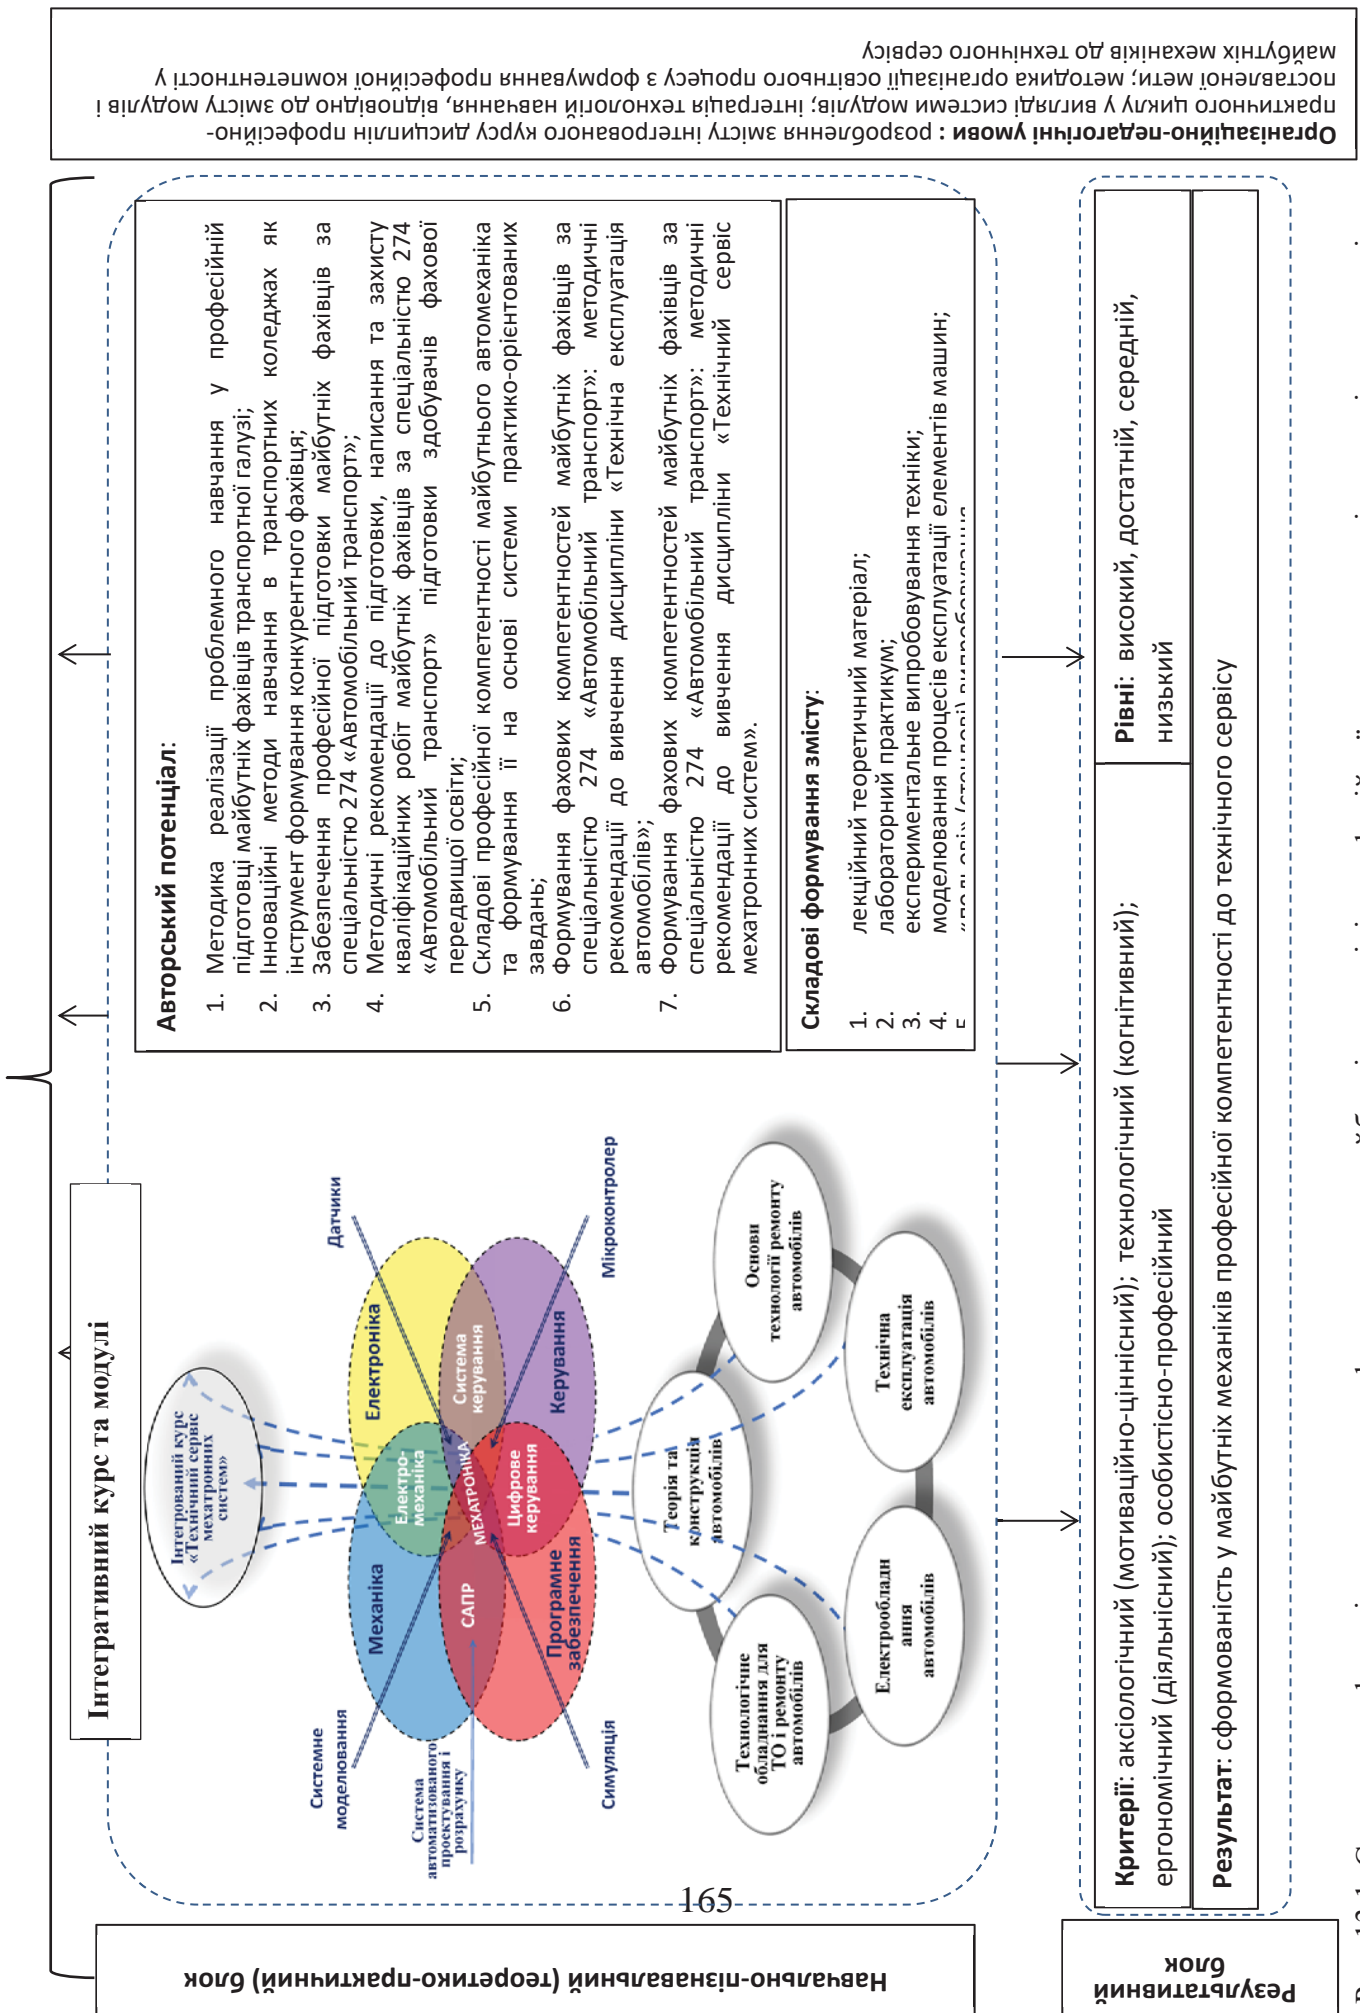 Інтегративний курс та модулі
Інтегрований курс
«Технічний сервіс
мехатронних
систем»
Датчики
Мікроконтролер
Системне
моделювання
Система
автоматизованого
проектування і
розрахунку
Симуляція
Механіка
Електроніка
Електро-
механіка
Система
керування
САПР
МЕХАТРОНІКА
Цифрове
керування
Керування
Програмне
забезпечення
Теорія та
конструкція
автомобілів
Основи
технології ремонту
автомобілів
Технологічне
обладнання для
ТО і ремонту
автомобілів
Технічна
експлуатація
автомобілів
Електрообладн
ання
автомобілів
Авторський потенціал:
1. Методика реалізації проблемного навчання у професійній
підготовці майбутніх фахівців транспортної галузі;
2. Інноваційні методи навчання в транспортних коледжах як
інструмент формування конкурентного фахівця;
3. Забезпечення професійної підготовки майбутніх фахівців за
спеціальністю 274 «Автомобільний транспорт»;
4. Методичні рекомендації до підготовки, написання та захисту
кваліфікаційних робіт майбутніх фахівців за спеціальністю 274
«Автомобільний транспорт» підготовки здобувачів фахової
передвищої освіти;
5. Складові професійної компетентності майбутнього автомеханіка
та формування її на основі системи практико-орієнтованих
завдань;
6. Формування фахових компетентностей майбутніх фахівців за
спеціальністю 274 «Автомобільний транспорт»: методичні
рекомендації до вивчення дисципліни «Технічна експлуатація
автомобілів»;
7. Формування фахових компетентностей майбутніх фахівців за
спеціальністю 274 «Автомобільний транспорт»: методичні
рекомендації до вивчення дисципліни «Технічний сервіс
мехатронних систем».
Складові формування змісту:
1. лекційний теоретичний матеріал;
2. лабораторний практикум;
3. експериментальне випробовування техніки;
4. моделювання процесів експлуатації елементів машин;
Навчально-пізнавальний (теоретико-практичний) блок
Організаційно-педагогічні умови : розроблення змісту інтегрованого курсу дисциплін професійно-
практичного циклу у вигляді системи модулів; інтеграція технологій навчання, відповідно до змісту модулів і
поставленої мети; методика організації освітнього процесу з формування професійної компетентності у
майбутніх механіків до технічного сервісу
Результативний
блок
Критерії: аксіологічний (мотиваційно-ціннісний); технологічний (когнітивний);
ергономічний (діяльнісний); особистісно-професійний
Рівні: високий, достатній, середній,
низький
Результат: сформованість у майбутніх механіків професійної компетентності до технічного сервісу
165